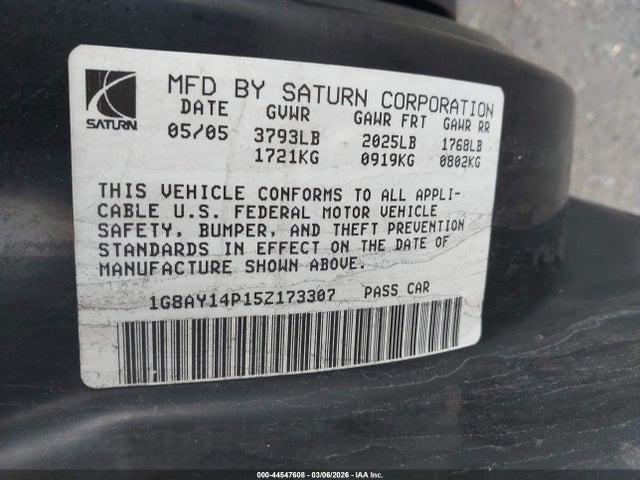 SATURN
MFD BY SATURN CORPORATION
DATE GVWR GAWR FRT GAWR RR
05/05 3793LB 2025LB 1768LB
1721KG 0919KG 0802KG
THIS VEHICLE CONFORMS TO ALL APPLI-
CABLE U.S. FEDERAL MOTOR VEHICLE
SAFETY, BUMPER, AND THEFT PREVENTION
STANDARDS IN EFFECT ON THE DATE OF
MANUFACTURE SHOWN ABOVE.
1G8AY14P15Z173307 PASS CAR
000-44547608 - 03/06/2026 - IAA Inc.